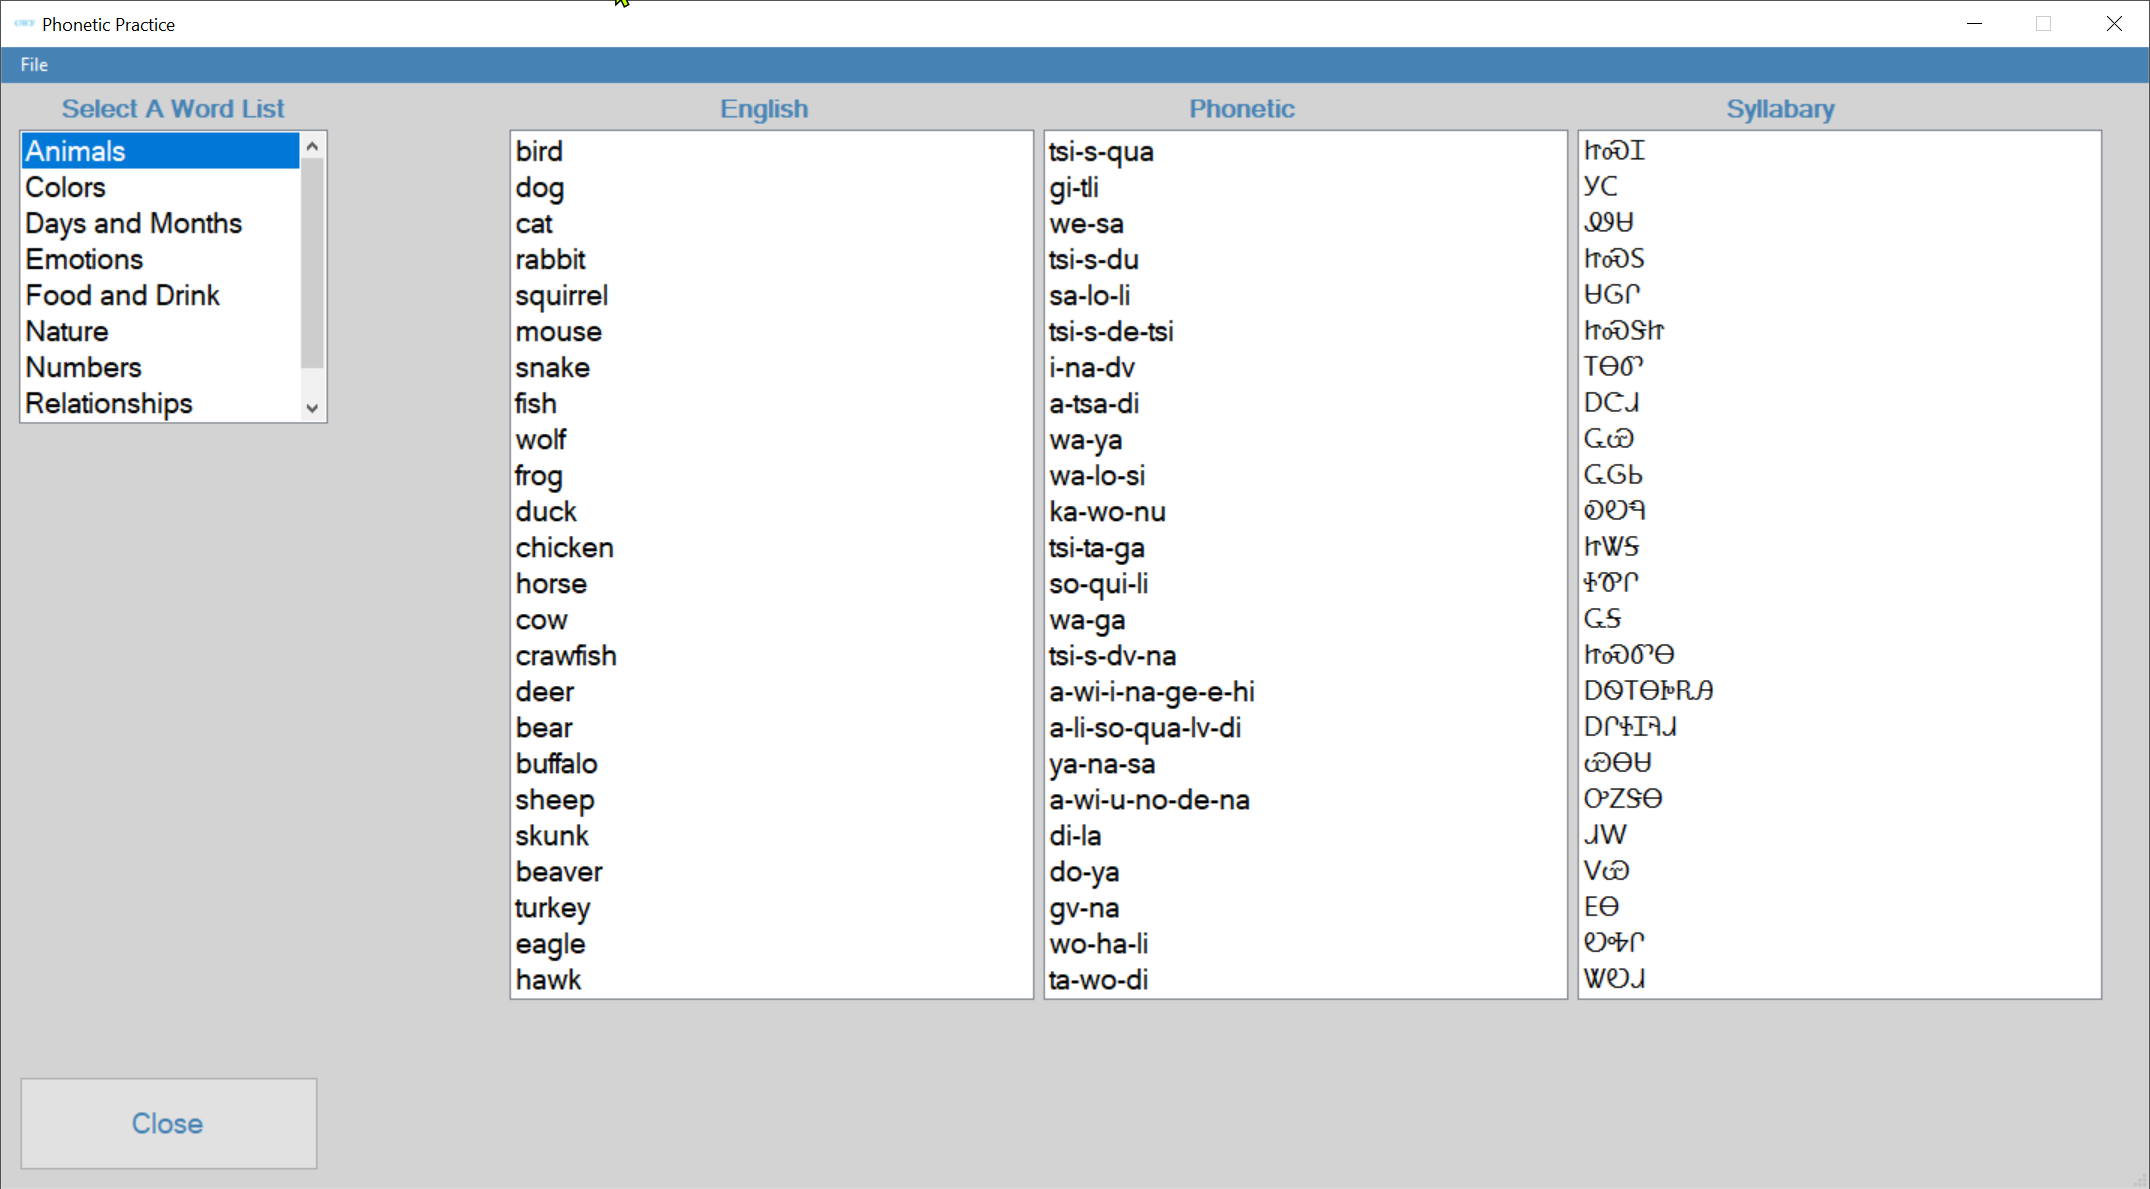 Phonetic Practice
File
Select A Word List
Animals
Colors
Days and Months
Emotions
Food and Drink
Nature
Numbers
Relationships
English
bird
dog
cat
rabbit
squirrel
mouse
snake
fish
wolf
frog
duck
chicken
horse
cow
crawfish
deer
bear
buffalo
sheep
skunk
beaver
turkey
eagle
hawk
Phonetic
tsi-s-qua
gi-tli
we-sa
tsi-s-du
sa-lo-li
tsi-s-de-tsi
i-na-dv
a-tsa-di
wa-ya
wa-lo-si
ka-wo-nu
tsi-ta-ga
so-qui-li
wa-ga
tsi-s-dv-na
a-wi-i-na-ge-e-hi
a-li-so-qua-lv-di
ya-na-sa
a-wi-u-no-de-na
di-la
do-ya
gv-na
wo-ha-li
ta-wo-di
Syllabary
ᏥᏍᏆ
ᎩᏟ
ᏪᏌ
ᏥᏍᏚ
ᏌᎶᎵ
ᏥᏍᏕᏥ
ᎢᎾᏛ
ᎠᏣᏗ
ᏩᏯ
ᏩᎶᏏ
ᎧᏬᏄ
ᏥᏔᎦ
ᏐᏈᎵ
ᏩᎦ
ᏥᏍᏛᎾ
ᎠᏫᎢᎾᎨᎡᎯ
ᎠᎵᏐᏆᎸᏗ
ᏯᎾᏌ
ᎤᏃᏕᎾ
ᏗᎳ
ᏙᏯ
ᎬᎾ
ᏬᎭᎵ
ᏔᏬᏗ
Close